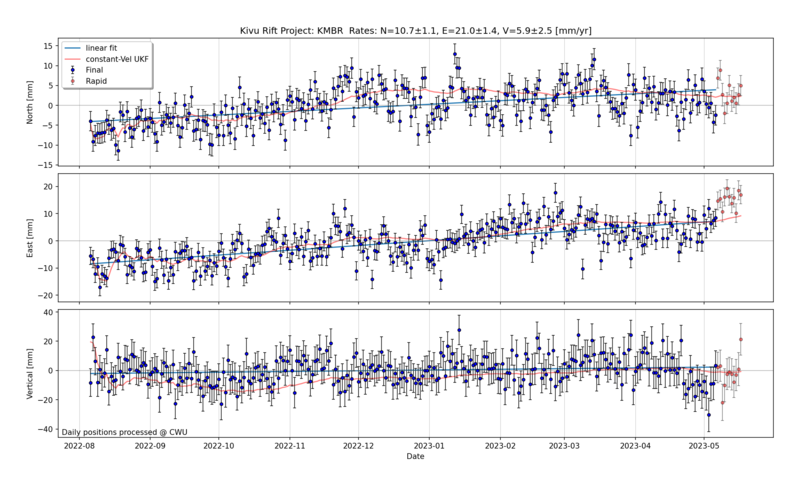 Kivu Rift Project: KMBR Rates: N=10.7±1.1, E=21.0±1.4, V=5.9±2.5 [mm/yr]
linear fit
constant-Vel UKF
Final
Rapid
North [mm]
15
10
5
0
−5
−10
−15
East [mm]
20
10
0
−10
−20
Vertical [mm]
40
20
0
−20
−40
Daily positions processed @ CWU
2022-08 2022-09 2022-10 2022-11 2022-12 2023-01 2023-02 2023-03 2023-04 2023-05
Date